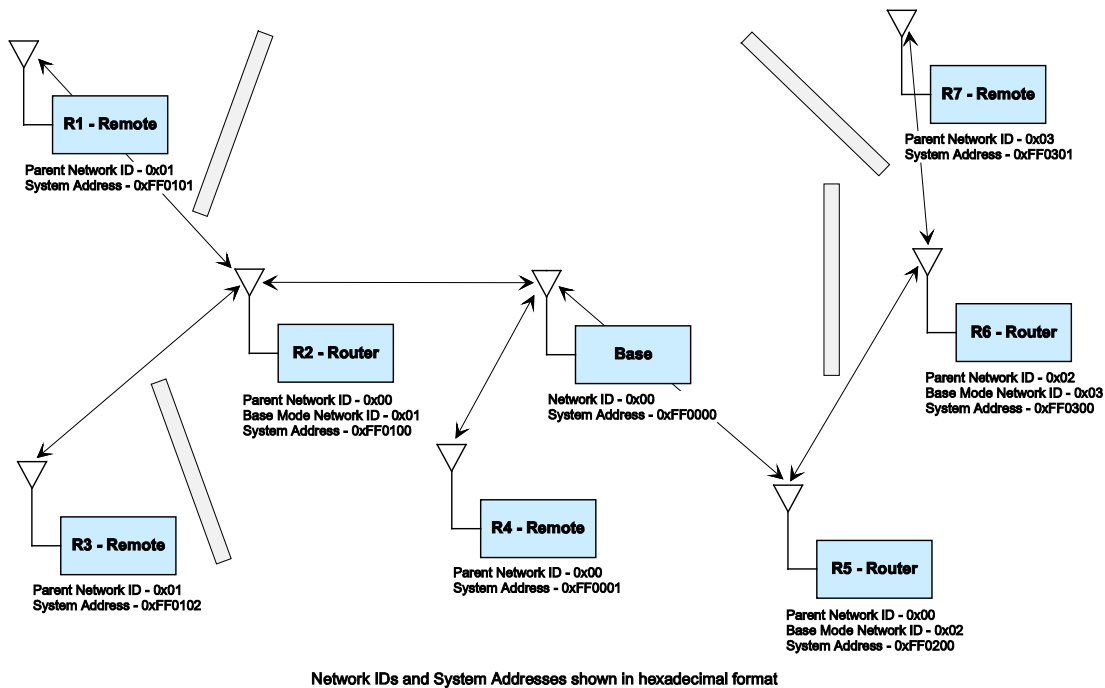 R1 - Remote
Parent Network ID - 0x01
System Address - 0xFF0101
R7 - Remote
Parent Network ID - 0x03
System Address - 0xFF0301
R2 - Router
Parent Network ID - 0x00
Base Mode Network ID - 0x01
System Address - 0xFF0100
Base
Network ID - 0x00
System Address - 0xFF0000
R6 - Router
Parent Network ID - 0x02
Base Mode Network ID - 0x03
System Address - 0xFF0300
R3 - Remote
Parent Network ID - 0x01
System Address - 0xFF0102
R4 - Remote
Parent Network ID - 0x00
System Address - 0xFF0001
R5 - Router
Parent Network ID - 0x00
Base Mode Network ID - 0x02
System Address - 0xFF0200
Network IDs and System Addresses shown in hexadecimal format